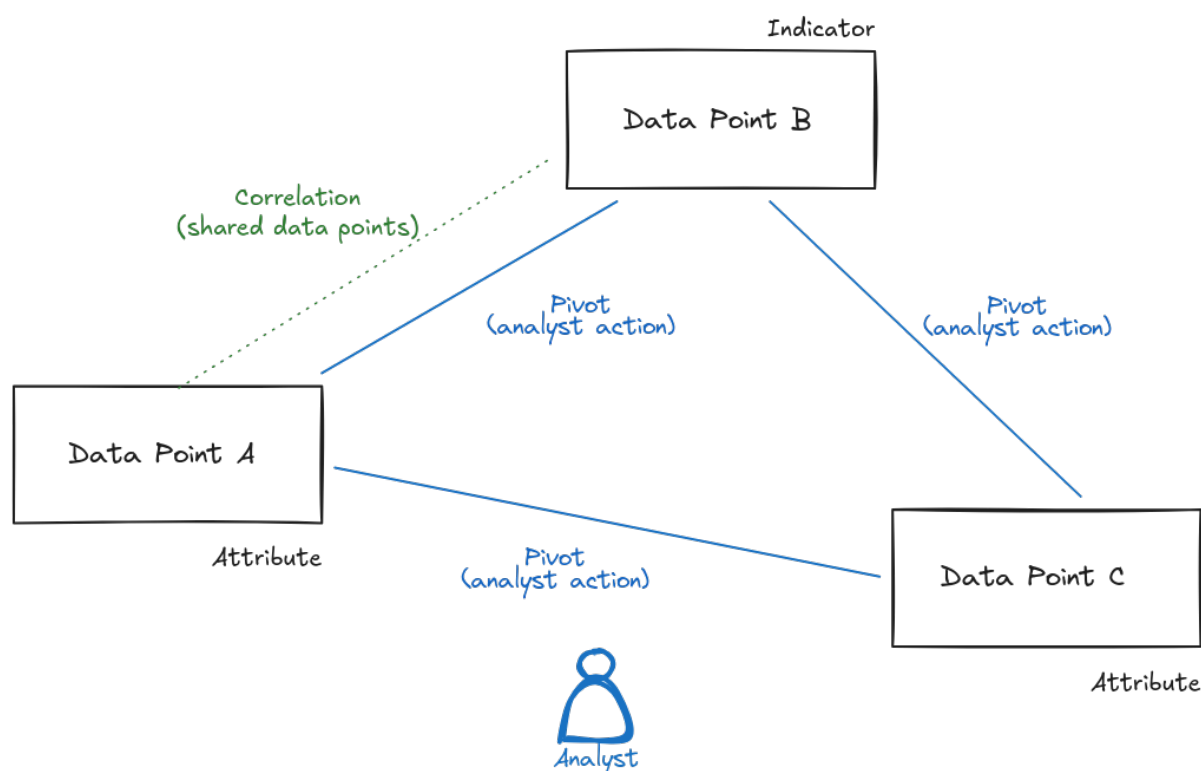 Indicator
Data Point B
Correlation
(shared data points)
Pivot
(analyst action)
Pivot
(analyst action)
Data Point A
Attribute
Pivot
(analyst action)
Data Point C
Attribute
Analyst